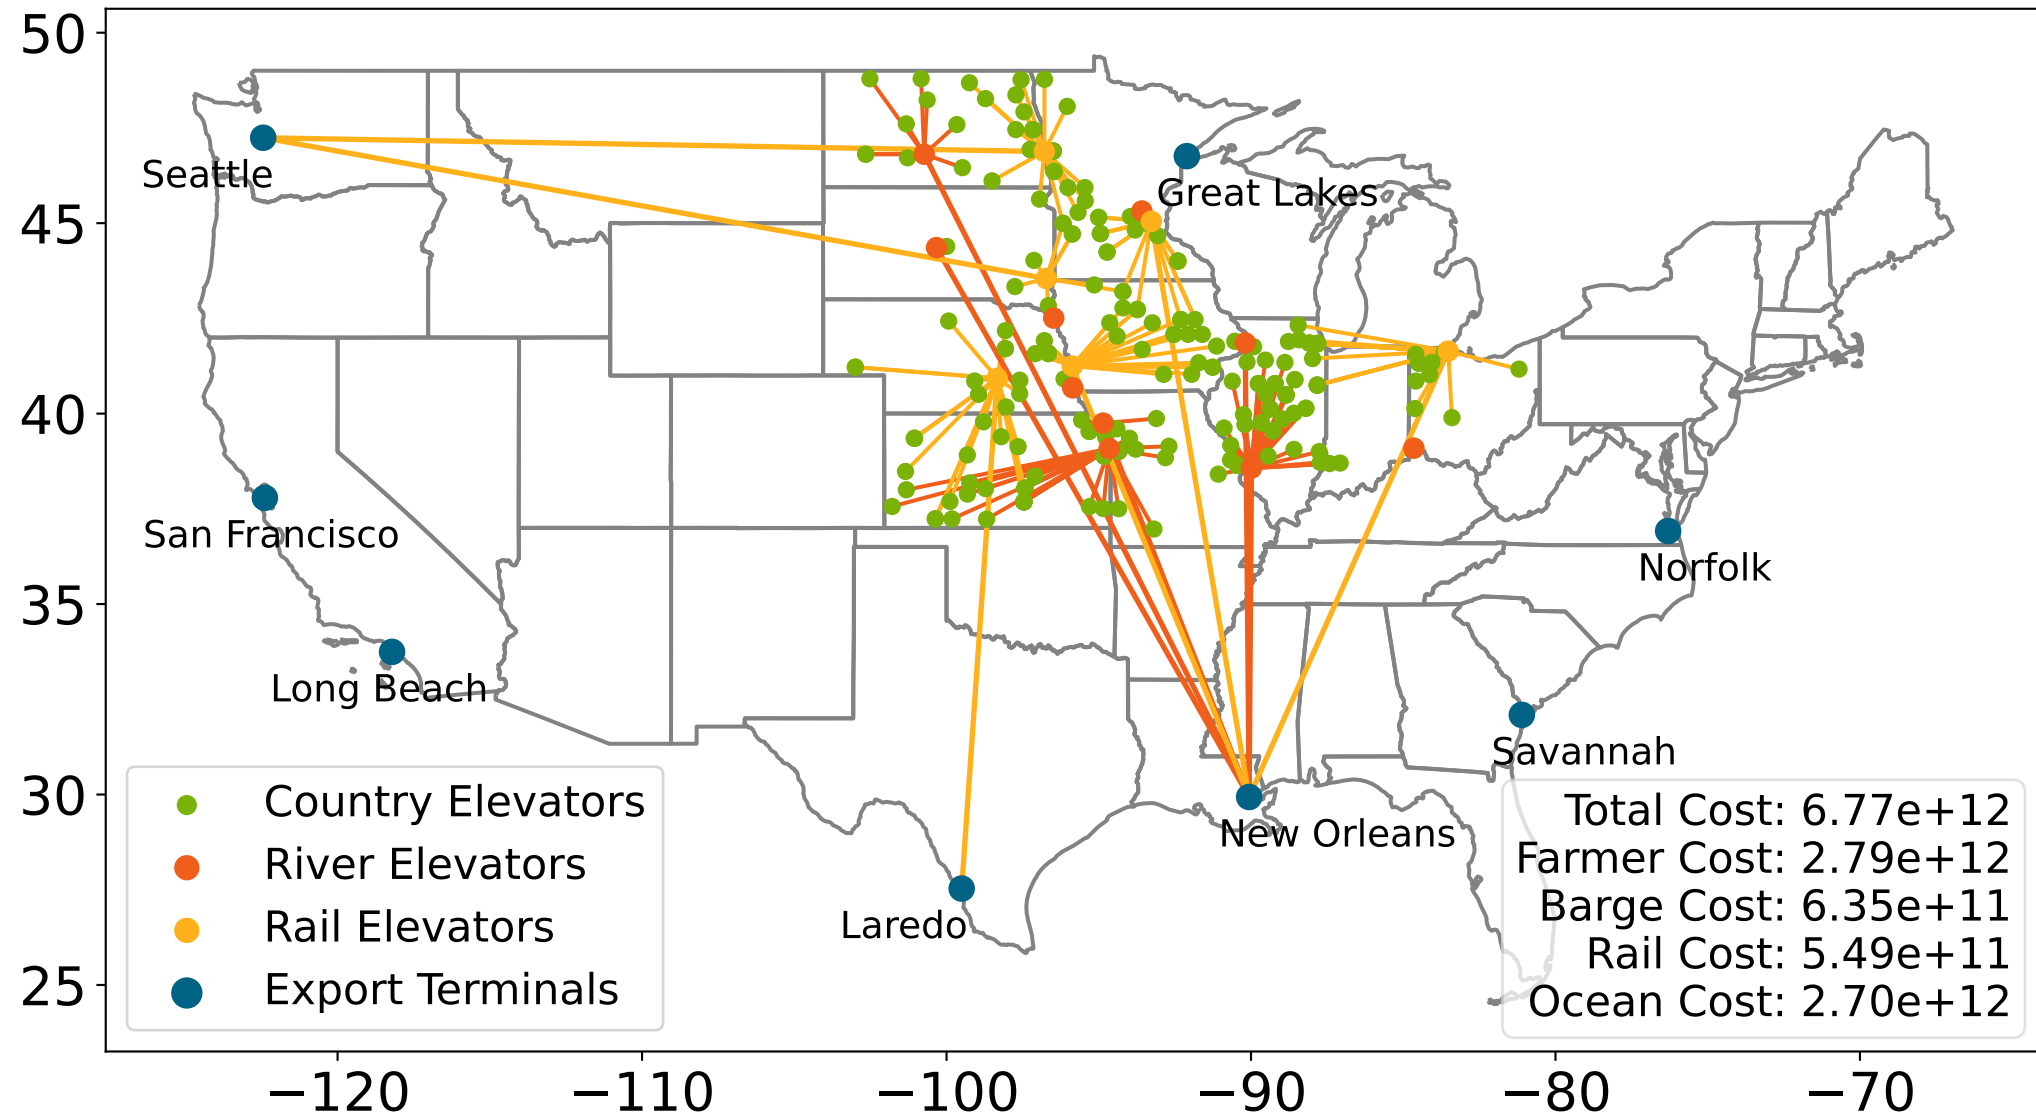 50
45
40
35
30
25
−120
−110
−100
−90
−80
−70
Seattle
Great Lakes
San Francisco
Norfolk
Long Beach
Savannah
New Orleans
Laredo
Country Elevators
River Elevators
Rail Elevators
Export Terminals
Total Cost: 6.77e+12
Farmer Cost: 2.79e+12
Barge Cost: 6.35e+11
Rail Cost: 5.49e+11
Ocean Cost: 2.70e+12